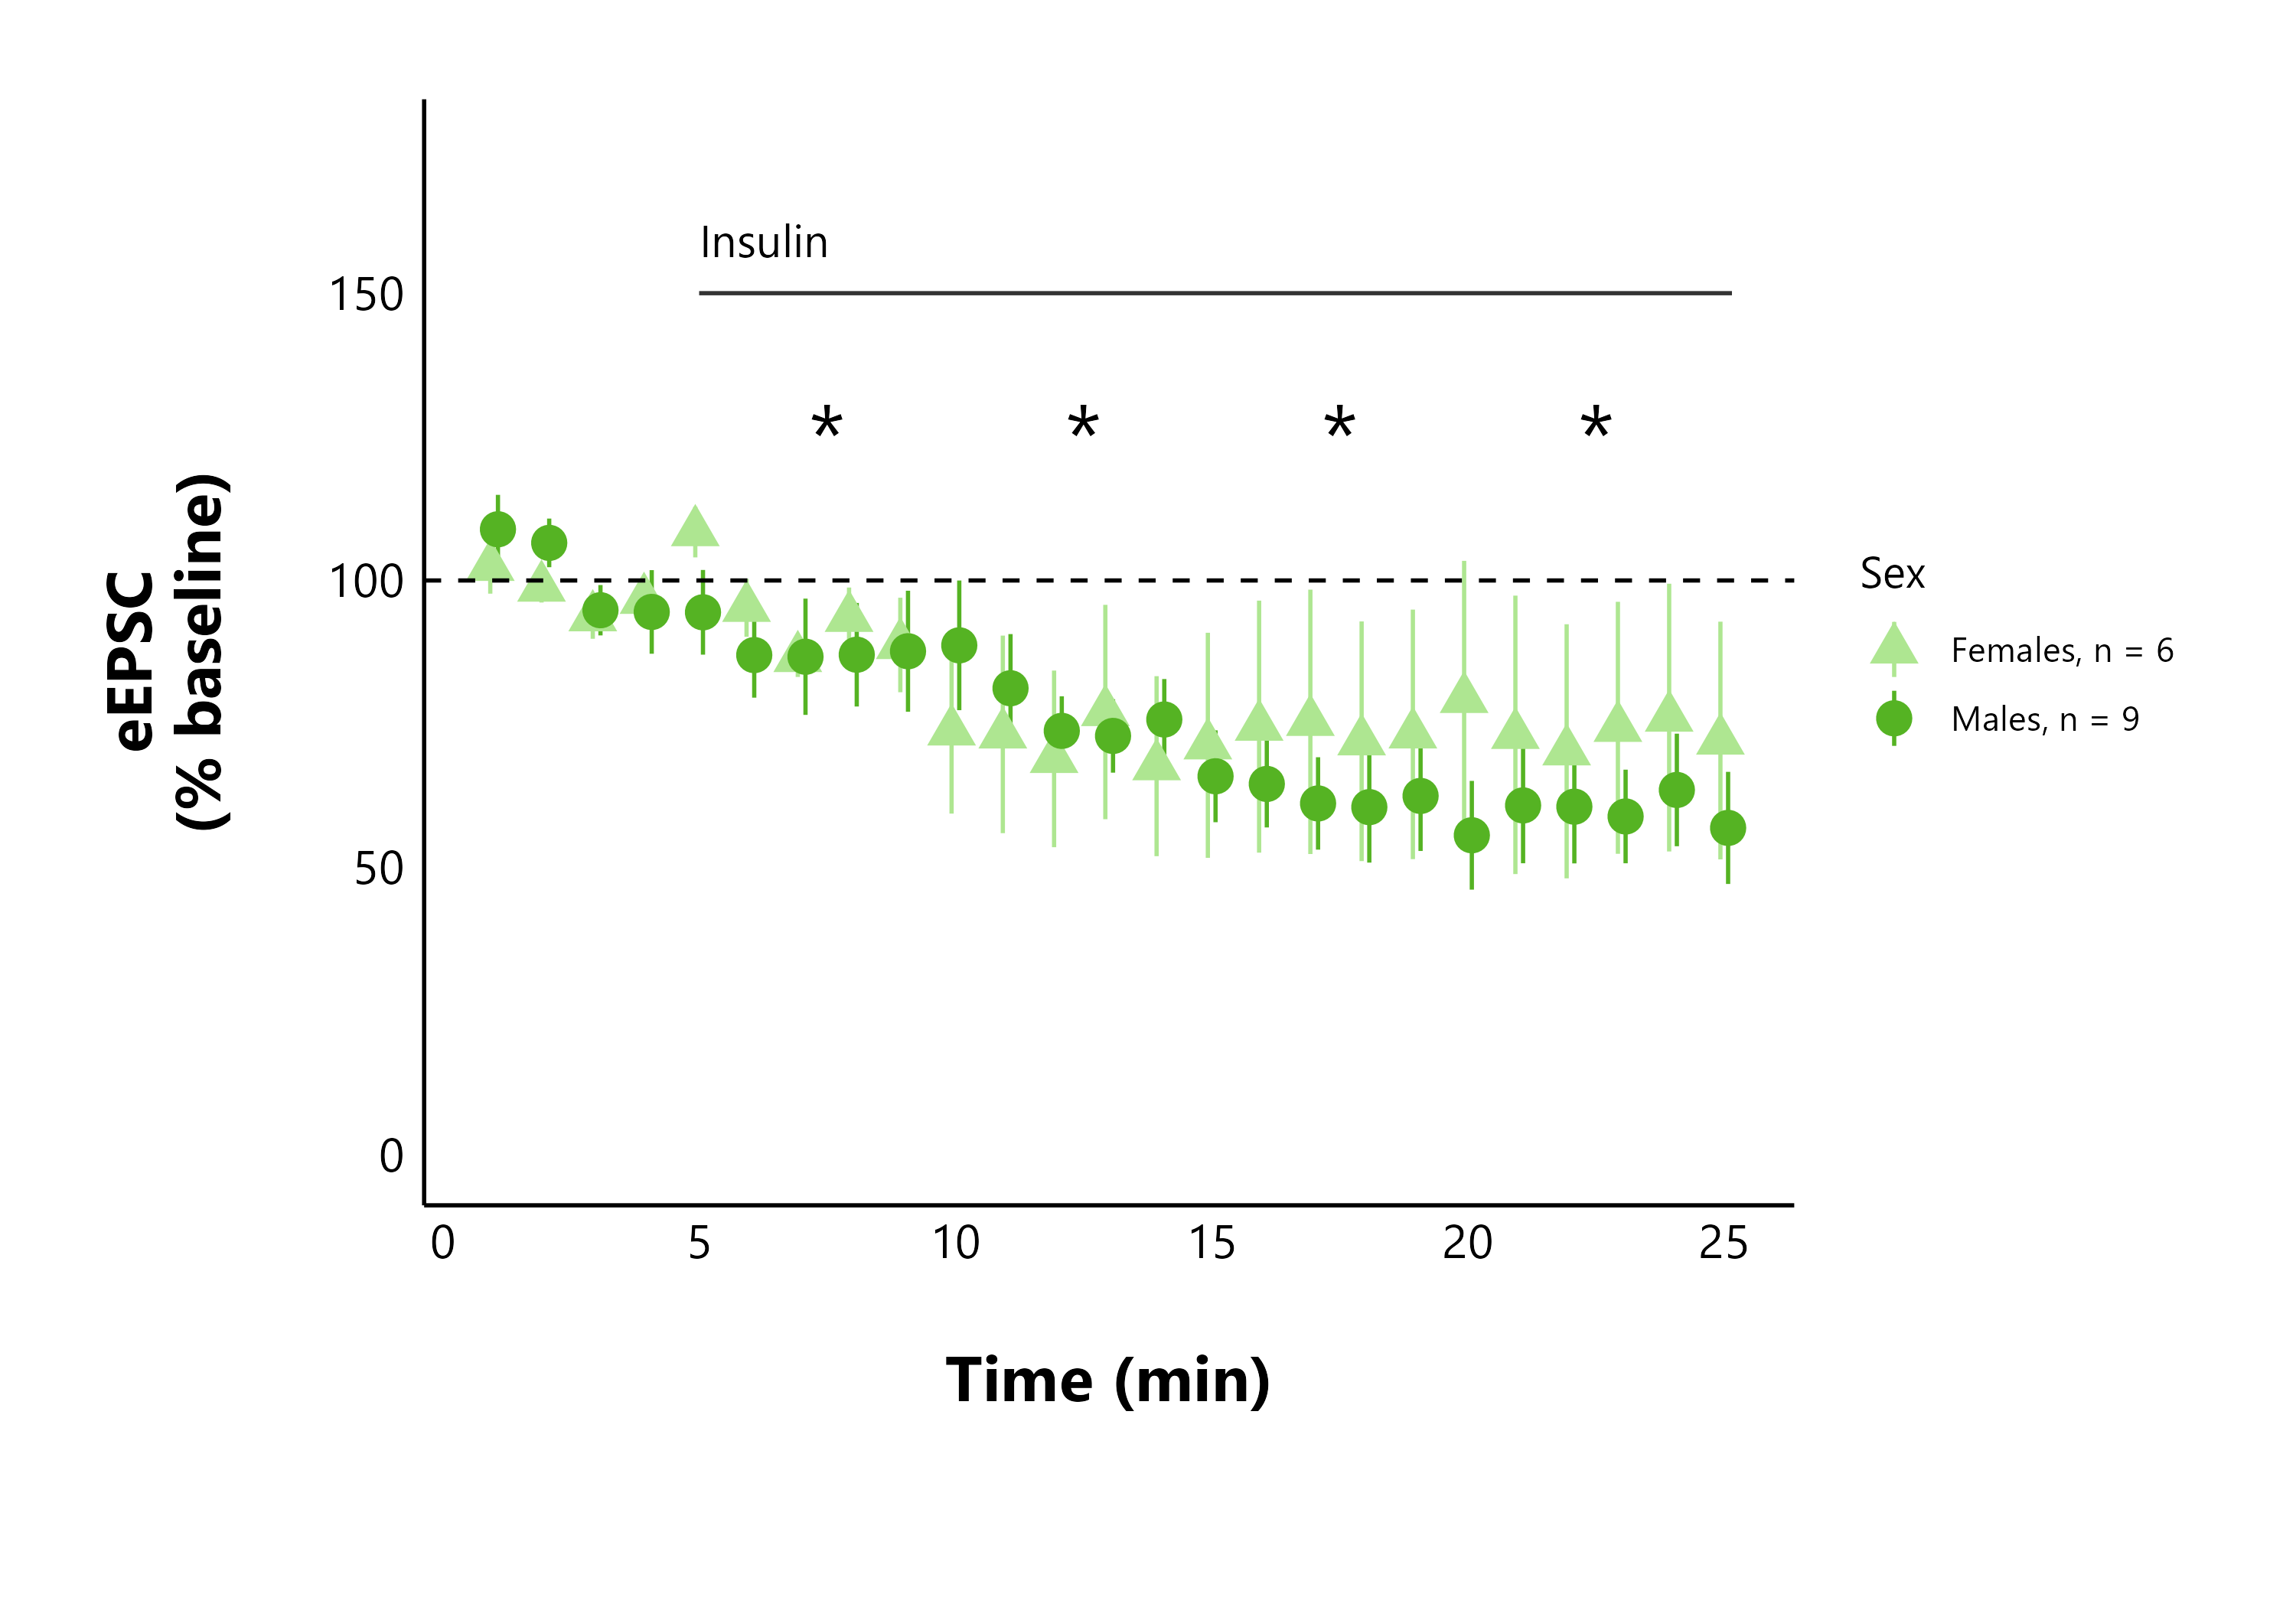 Insulin
150
* * * *
100
50
0
eEPSC
(% baseline)
0 5 10 15 20 25
Time (min)
Sex
Females, n = 6
Males, n = 9